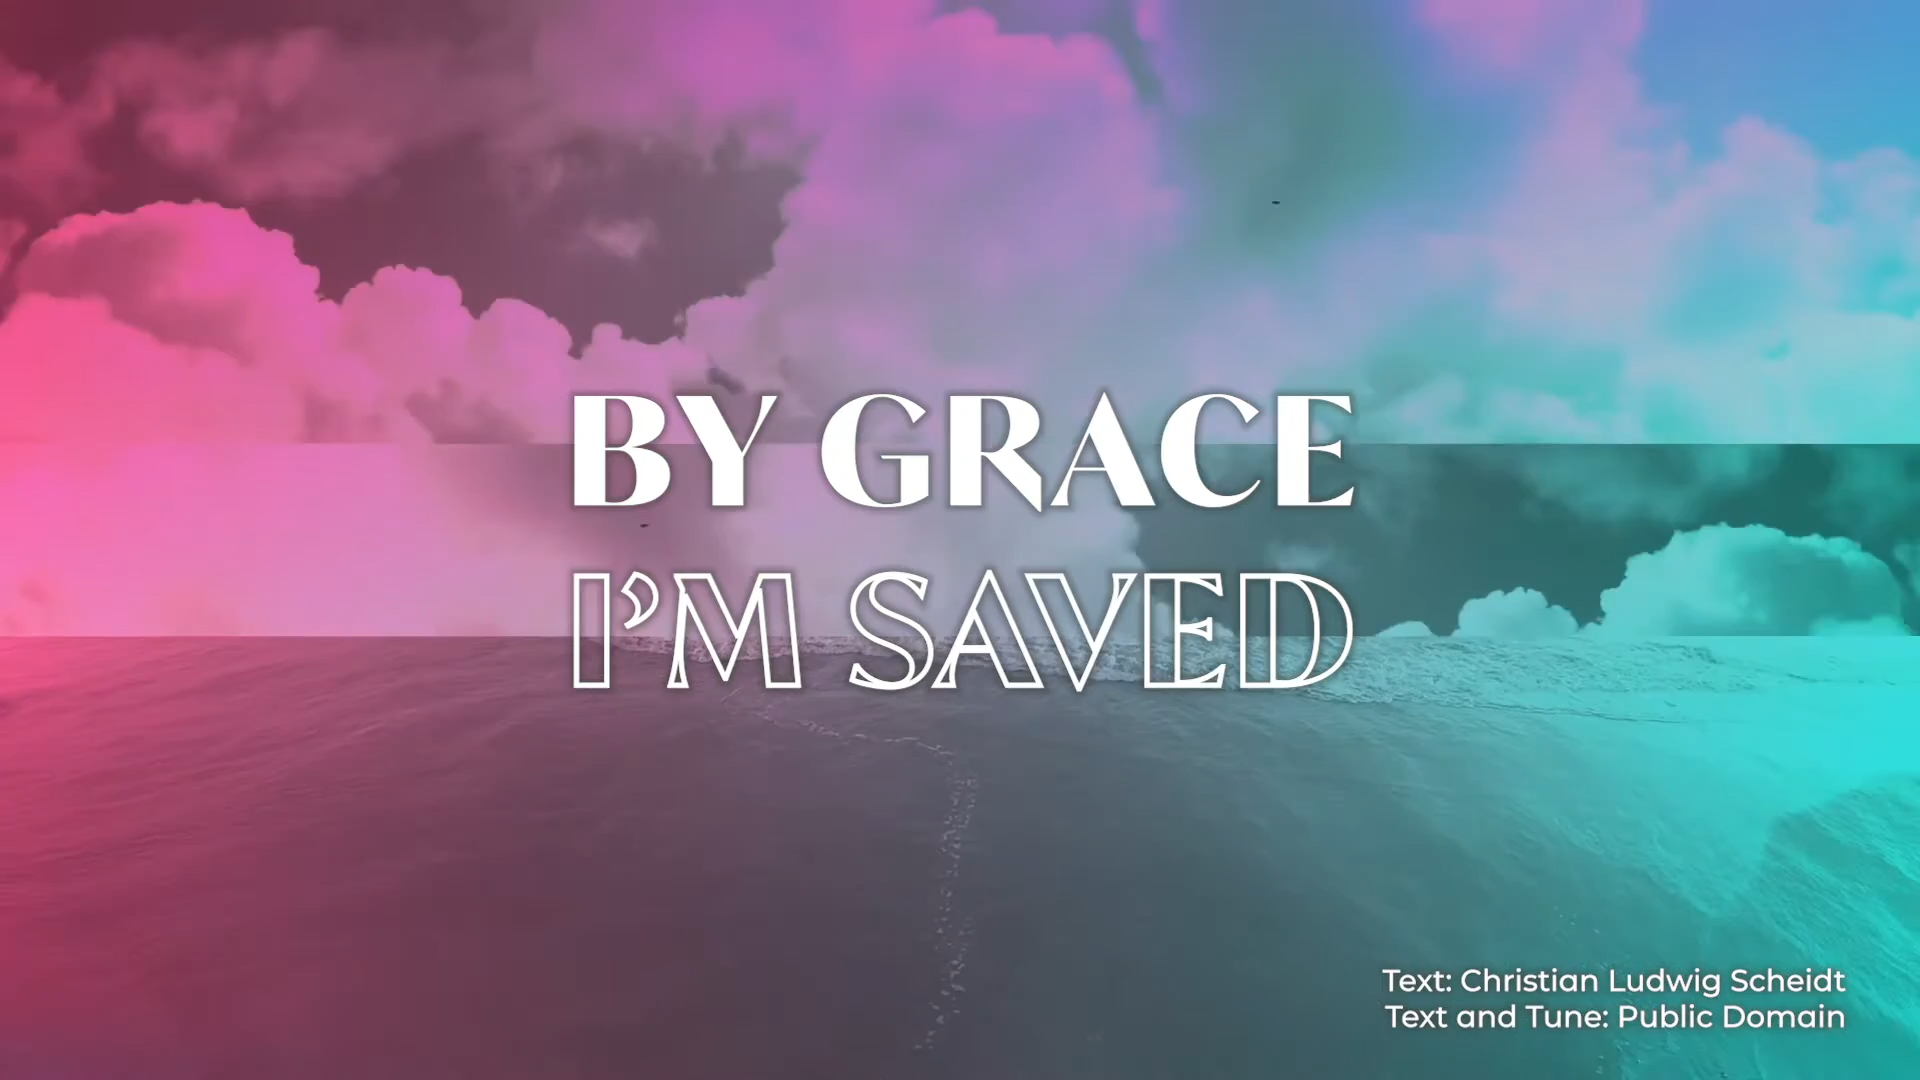 BY GRACE
I’M SAVED
Text: Christian Ludwig Scheidt
Text and Tune: Public Domain